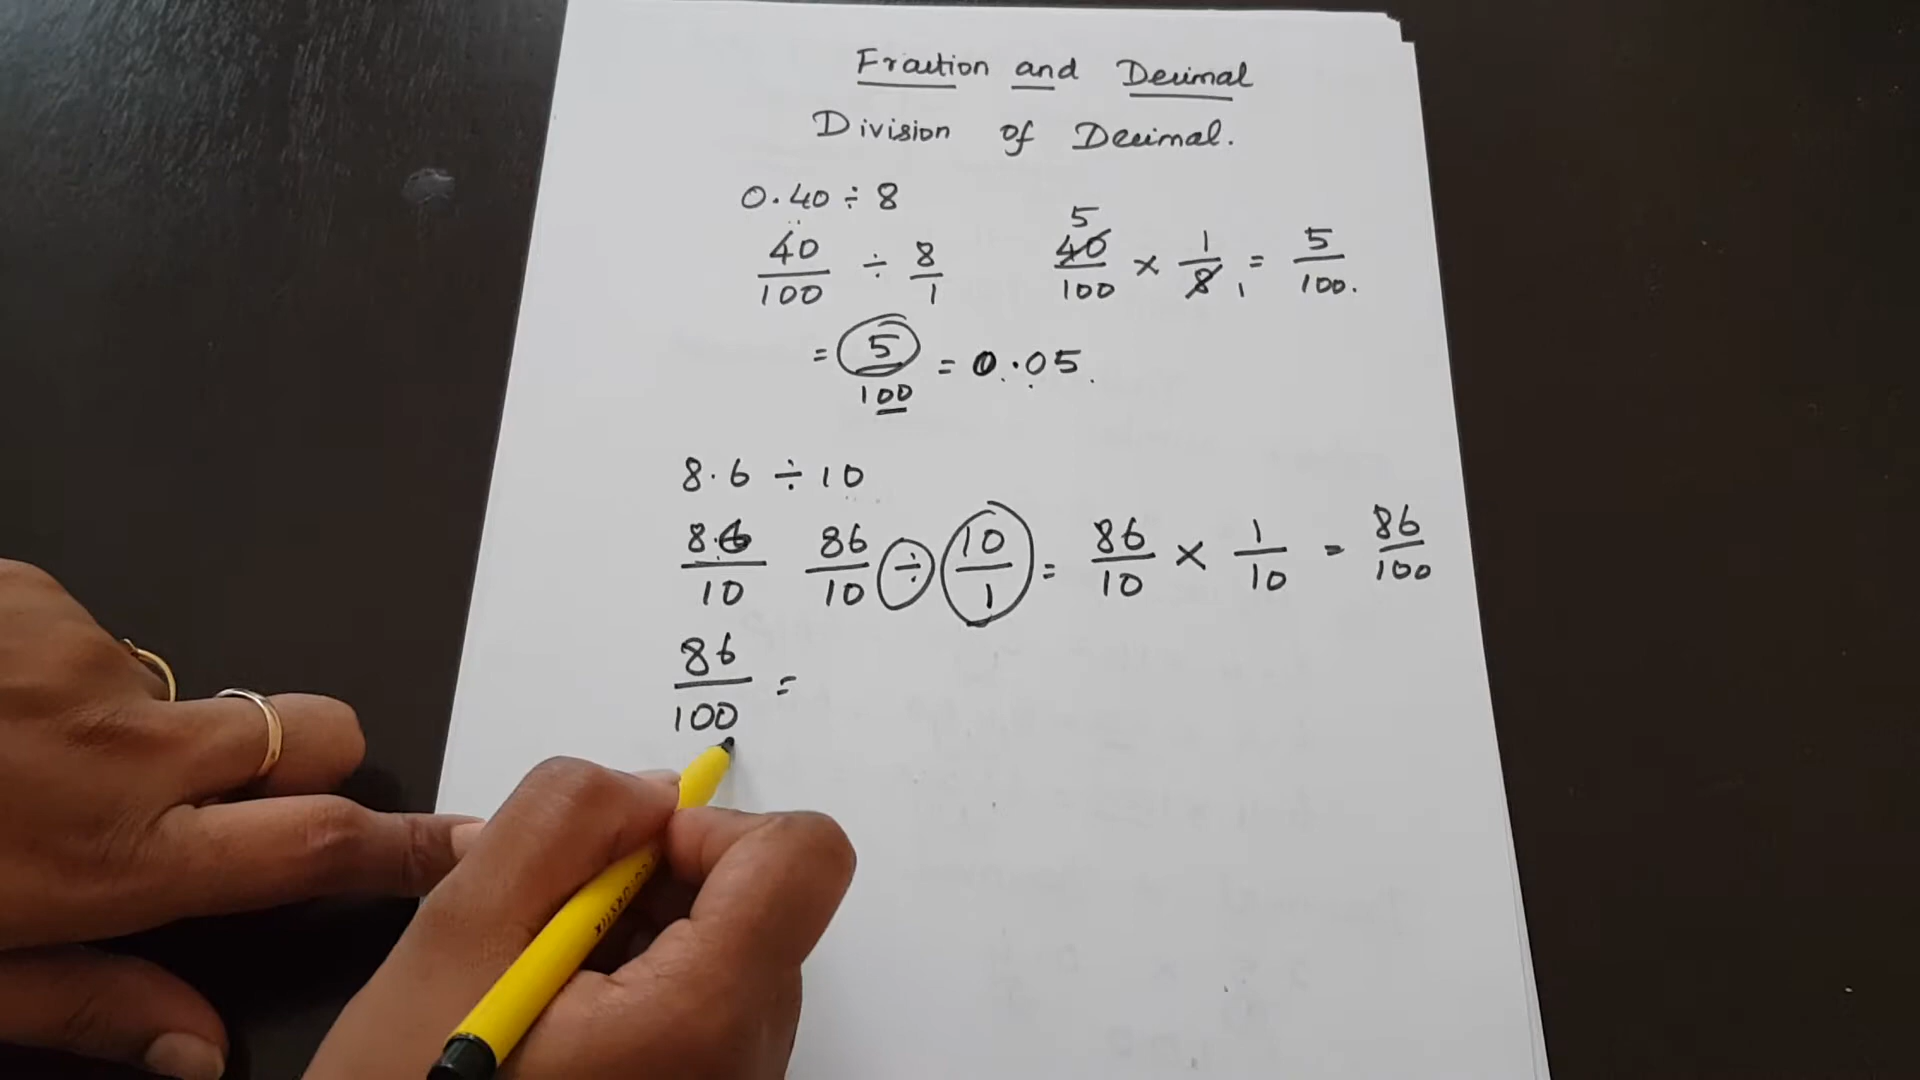 Fraction and Decimal
Division of Decimal.
0.40 ÷ 8
40/100 ÷ 8/1 40/100 5 × 1/8 1 = 5/100.
= 5/100 = 0.05.
8.6 ÷ 10
8.6/10 86/10 ÷ 10/1 = 86/10 × 1/10 = 86/100
86/100 =